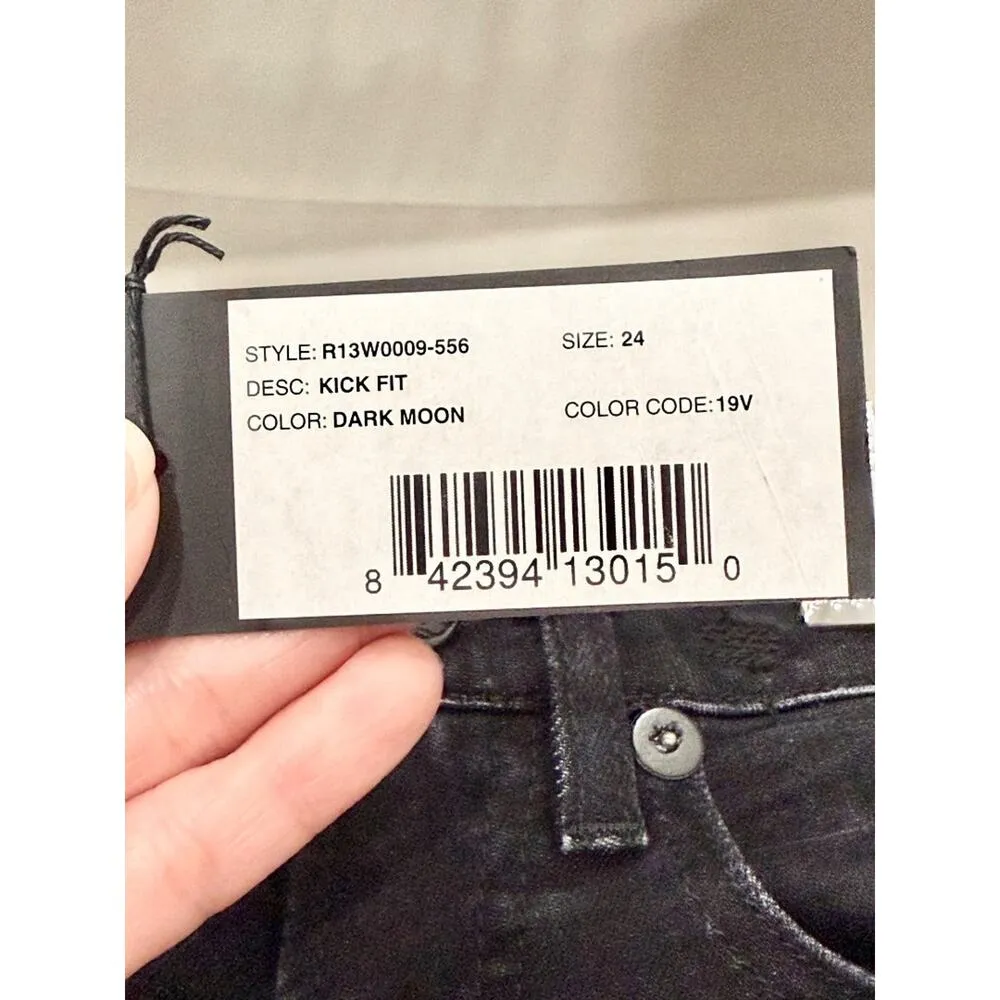 STYLE: R13W0009-556 SIZE: 24
DESC: KICK FIT
COLOR: DARK MOON COLOR CODE: 19V
8 42394 13015 0